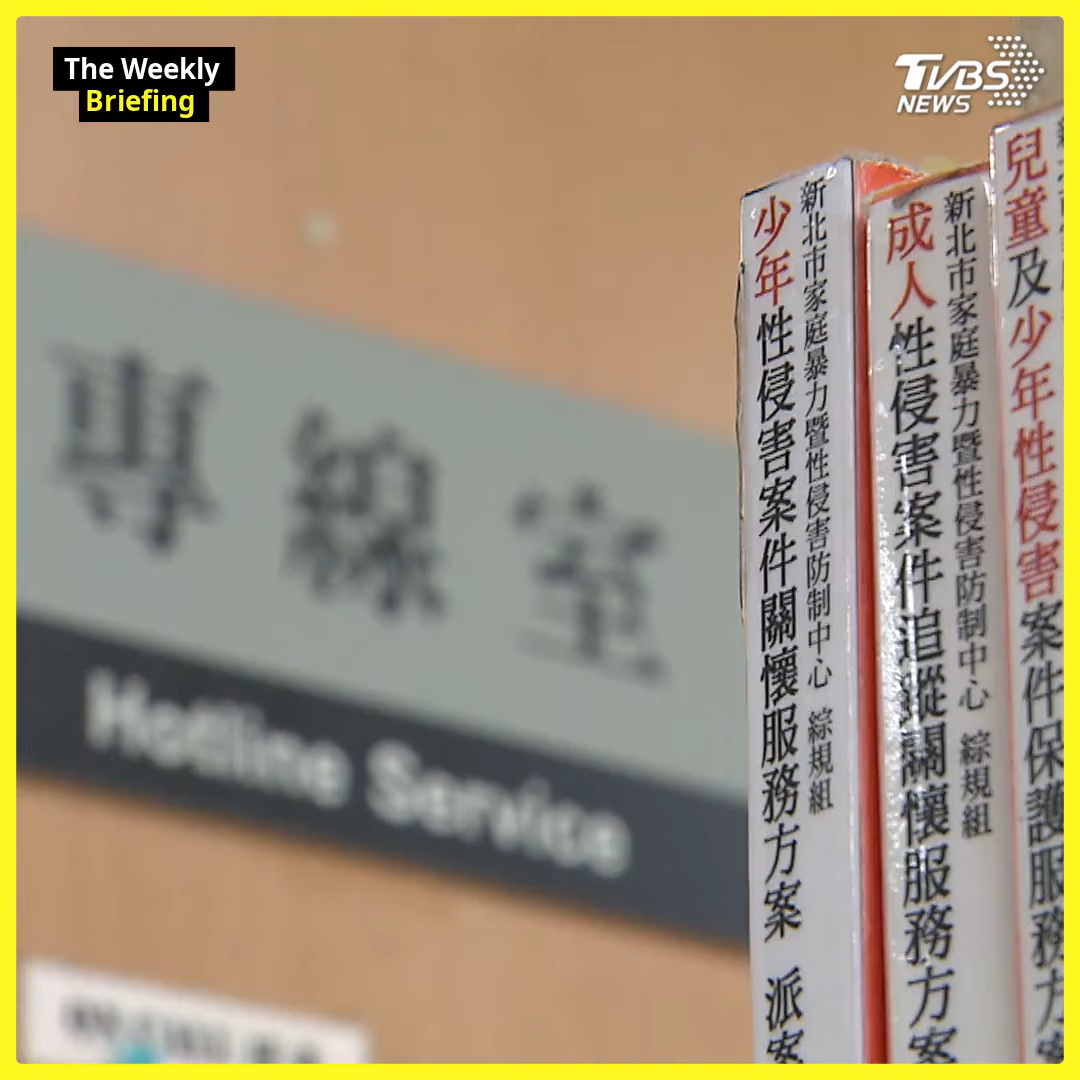 The Weekly
Briefing
TVBS
NEWS
專線室
Hotline Service
少年性侵害案件關懷服務方案 派案
新北市家庭暴力暨性侵害防制中心 綜規組
成人性侵害案件追蹤關懷服務方案
新北市家庭暴力暨性侵害防制中心 綜規組
兒童及少年性侵害案件保護服務方案